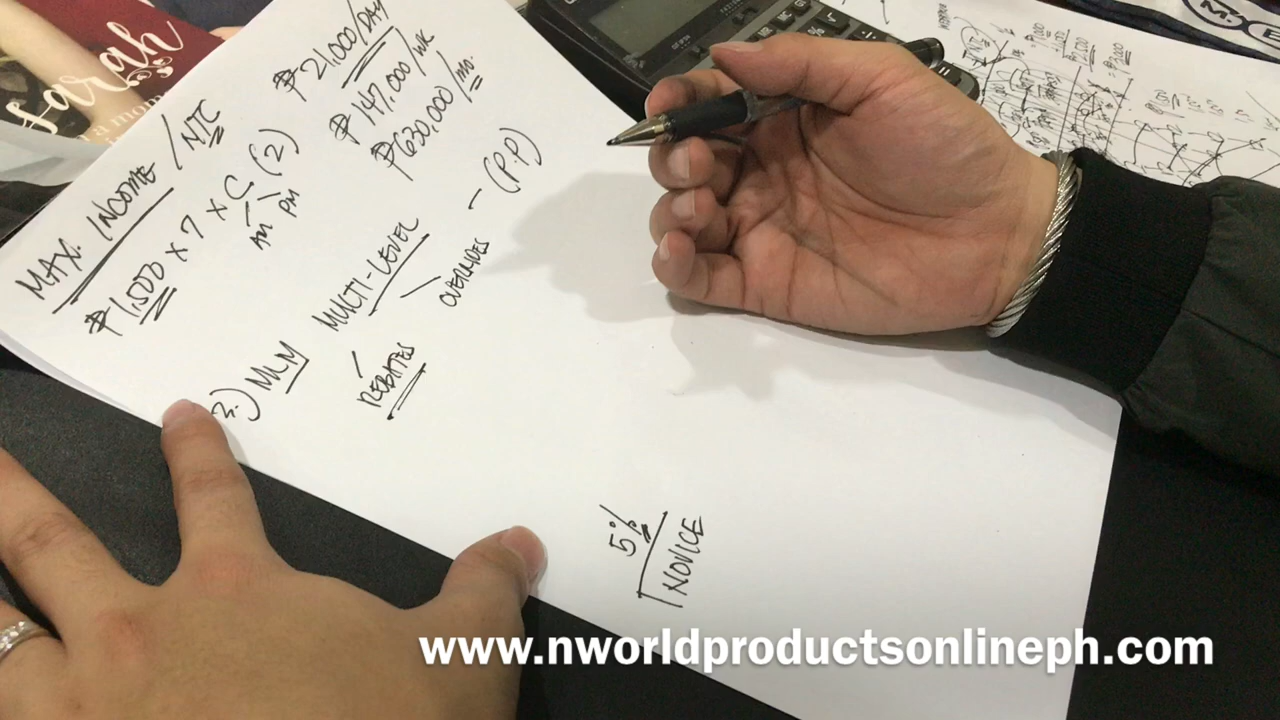 sarah
a mom
MAX. INCOME / NTC
₱1,500 x 7 x C (2)
AM PM
₱21,000/DAY
₱147,000/WK
₱630,000/mo.
2.) MLM
MULTI-LEVEL
REBATES
OVERRIDES - (P.P)
5%
NOVICE
www.nworldproductsonlineph.com